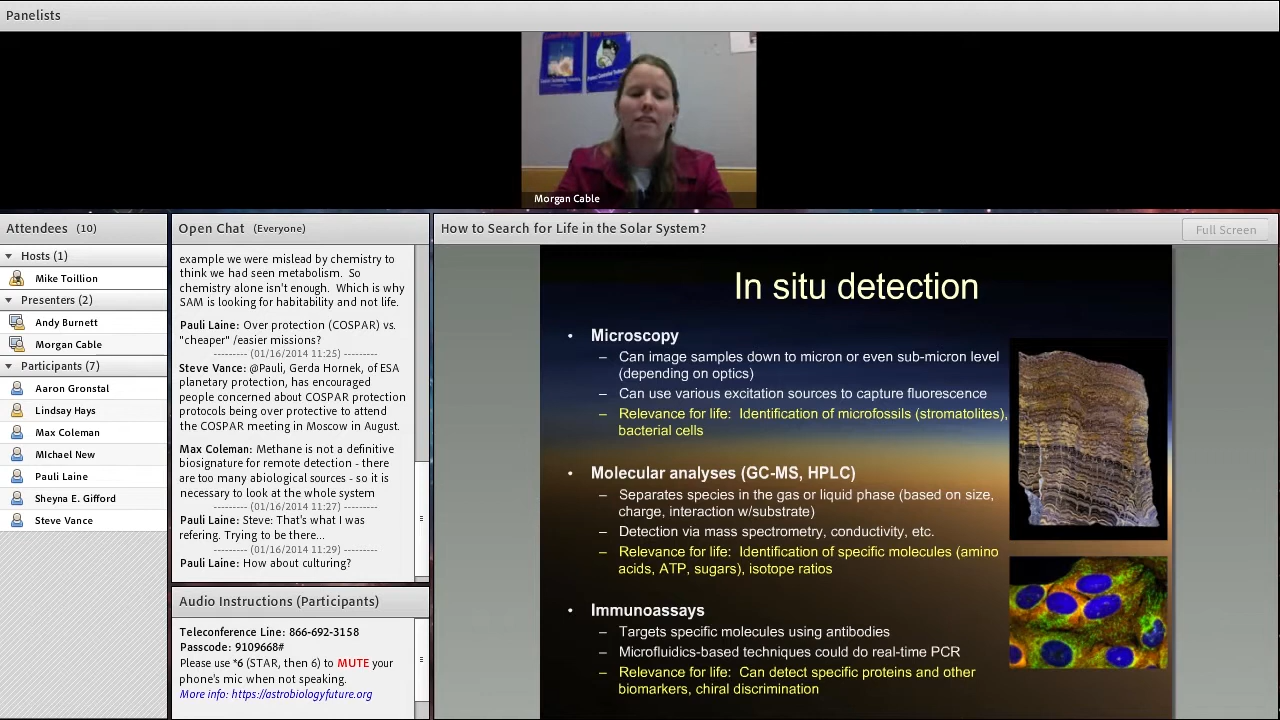 Panelists
Morgan Cable
Attendees (10)
Hosts (1)
Mike Toillion
Presenters (2)
Andy Burnett
Morgan Cable
Participants (7)
Aaron Gronstal
Lindsay Hays
Max Coleman
MIchael New
Pauli Laine
Sheyna E. Gifford
Steve Vance
Open Chat (Everyone)
example we were mislead by chemistry to
think we had seen metabolism. So
chemistry alone isn't enough. Which is why
SAM is looking for habitability and not life.
Pauli Laine: Over protection (COSPAR) vs.
"cheaper" /easier missions?
--------- (01/16/2014 11:25) ---------
Steve Vance: @Pauli, Gerda Hornek, of ESA
planetary protection, has encouraged
people concerned about COSPAR protection
protocols being over protective to attend
the COSPAR meeting in Moscow in August.
Max Coleman: Methane is not a definitive
biosignature for remote detection - there
are too many abiological sources - so it is
necessary to look at the whole system
--------- (01/16/2014 11:27) ---------
Pauli Laine: Steve: That's what I was
refering. Trying to be there...
--------- (01/16/2014 11:29) ---------
Pauli Laine: How about culturing?
Audio Instructions (Participants)
Teleconference Line: 866-692-3158
Passcode: 9109668#
Please use *6 (STAR, then 6) to MUTE your
phone's mic when not speaking.
More info: https://astrobiologyfuture.org
How to Search for Life in the Solar System?
Full Screen
In situ detection
• Microscopy
– Can image samples down to micron or even sub-micron level
(depending on optics)
– Can use various excitation sources to capture fluorescence
– Relevance for life: Identification of microfossils (stromatolites),
bacterial cells
• Molecular analyses (GC-MS, HPLC)
– Separates species in the gas or liquid phase (based on size,
charge, interaction w/substrate)
– Detection via mass spectrometry, conductivity, etc.
– Relevance for life: Identification of specific molecules (amino
acids, ATP, sugars), isotope ratios
• Immunoassays
– Targets specific molecules using antibodies
– Microfluidics-based techniques could do real-time PCR
– Relevance for life: Can detect specific proteins and other
biomarkers, chiral discrimination